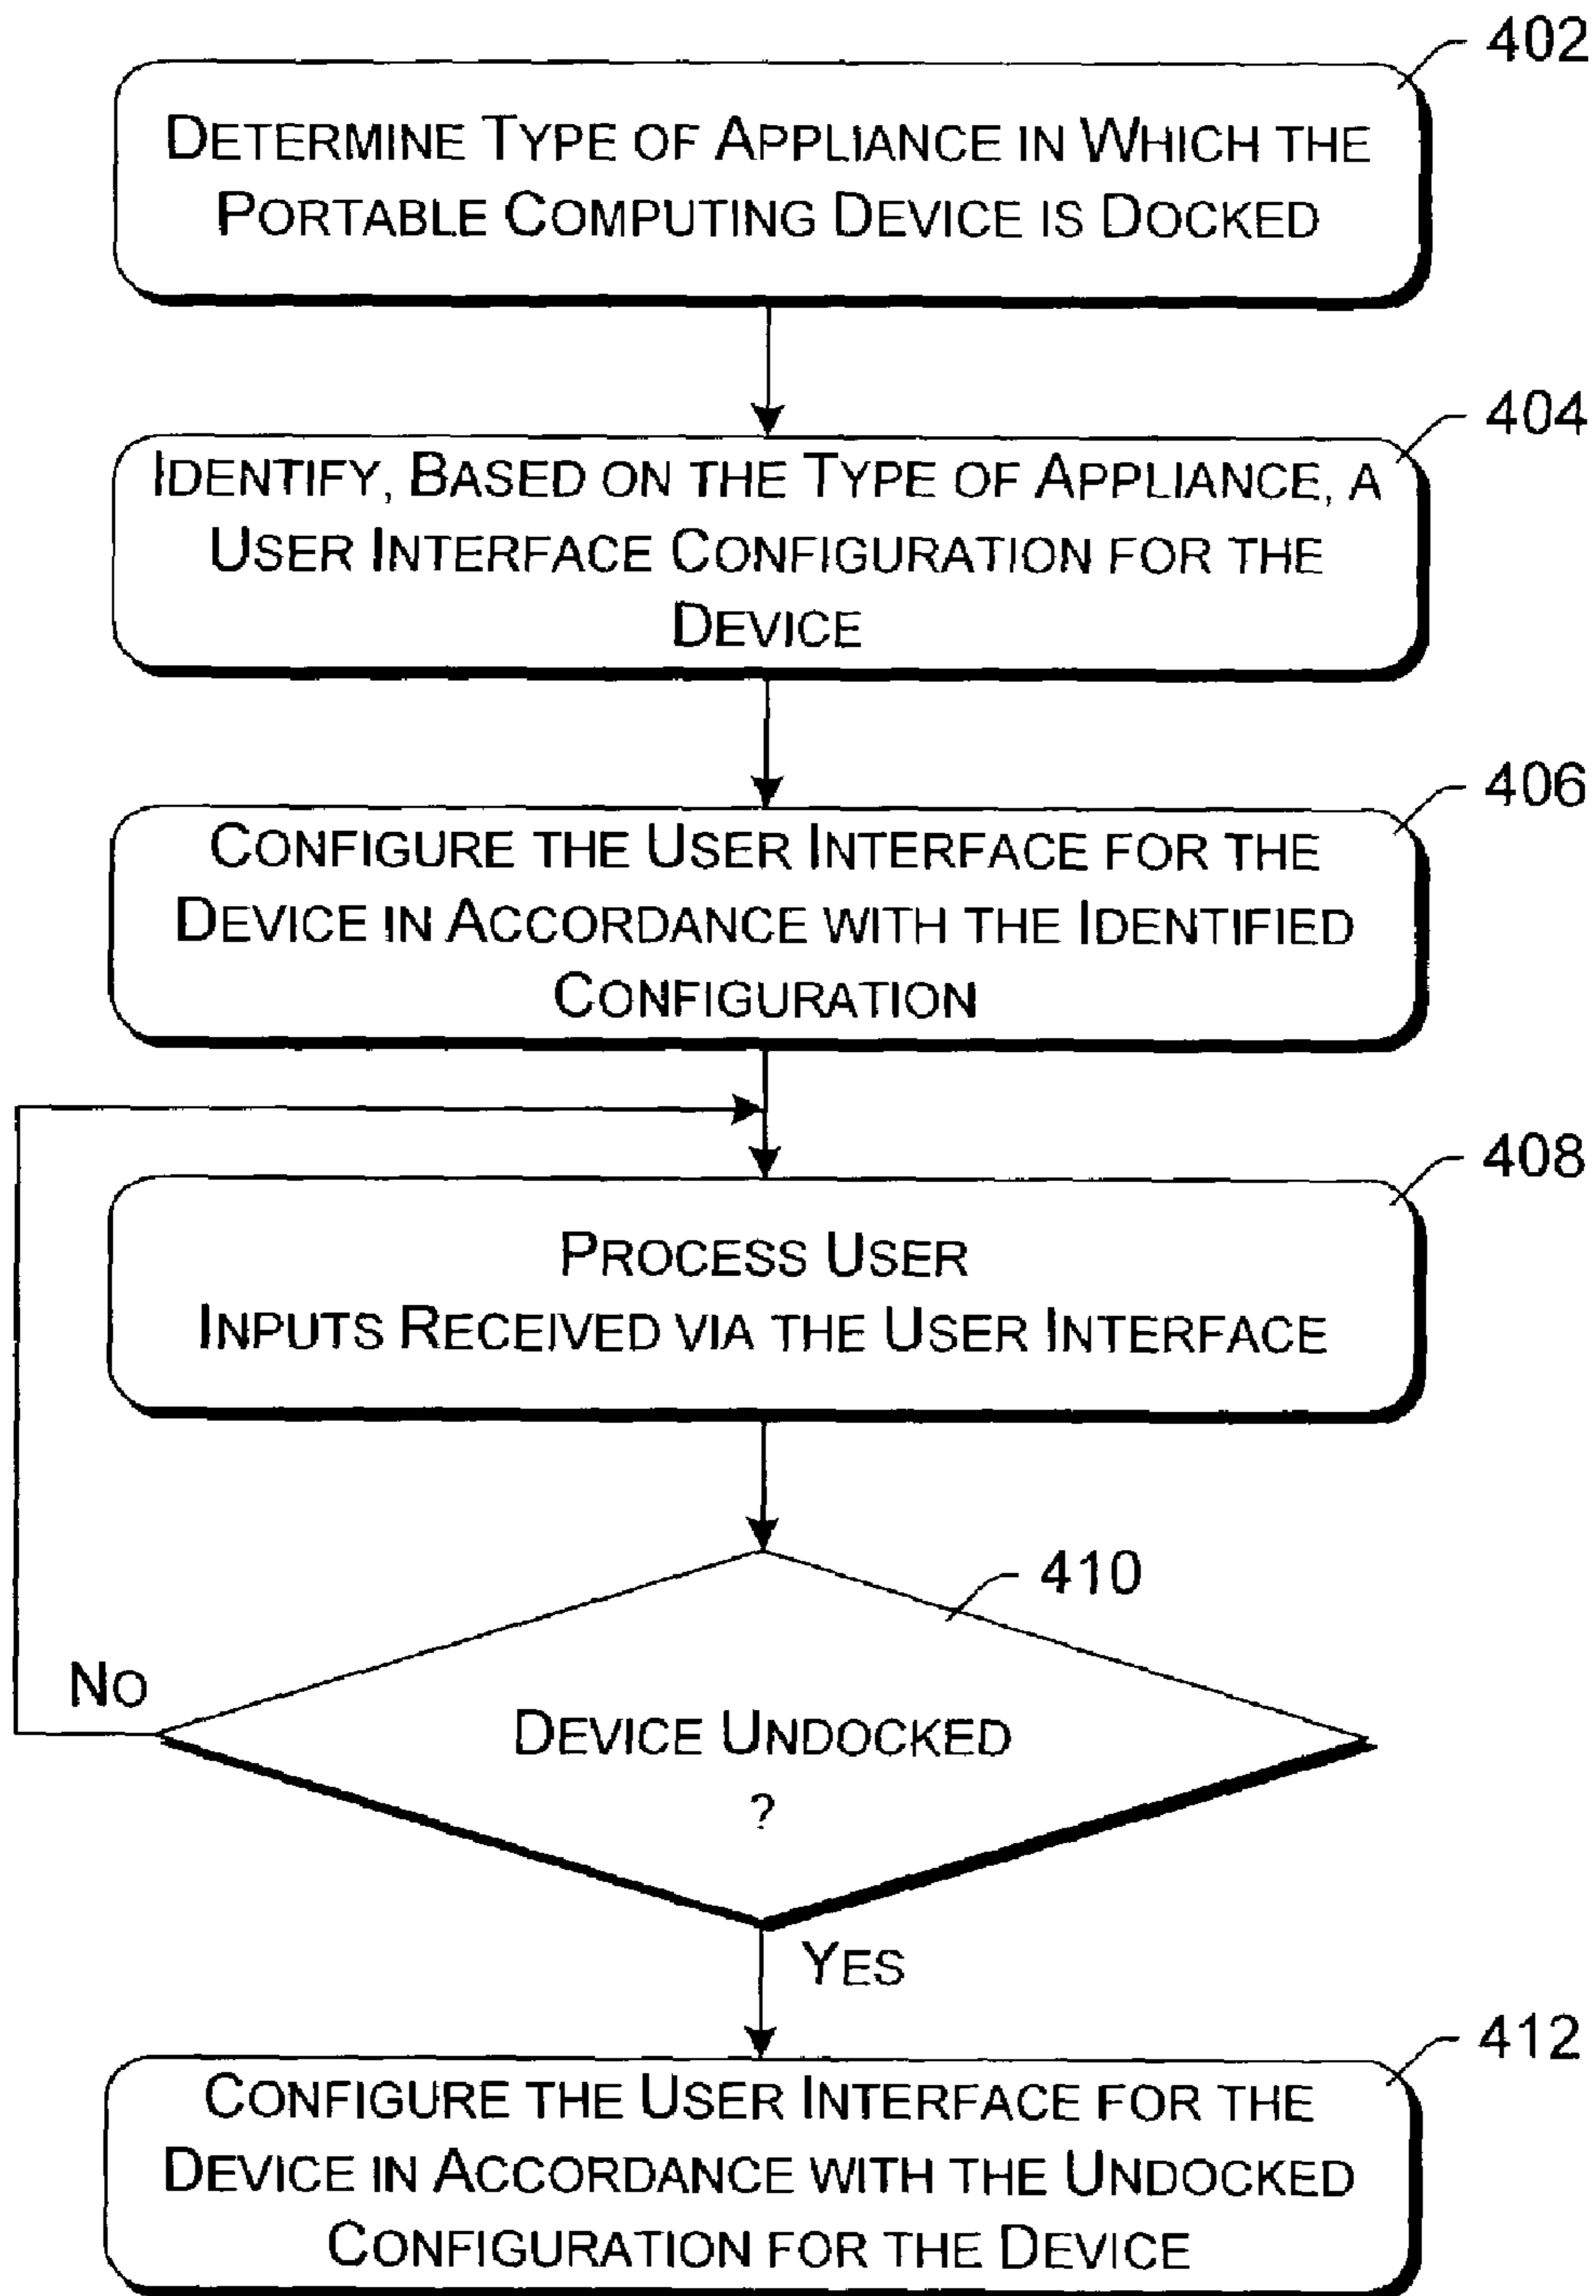 402
DETERMINE TYPE OF APPLIANCE IN WHICH THE
PORTABLE COMPUTING DEVICE IS DOCKED
404
IDENTIFY, BASED ON THE TYPE OF APPLIANCE, A
USER INTERFACE CONFIGURATION FOR THE
DEVICE
406
CONFIGURE THE USER INTERFACE FOR THE
DEVICE IN ACCORDANCE WITH THE IDENTIFIED
CONFIGURATION
408
PROCESS USER
INPUTS RECEIVED VIA THE USER INTERFACE
410
NO
DEVICE UNDOCKED
?
YES
412
CONFIGURE THE USER INTERFACE FOR THE
DEVICE IN ACCORDANCE WITH THE UNDOCKED
CONFIGURATION FOR THE DEVICE